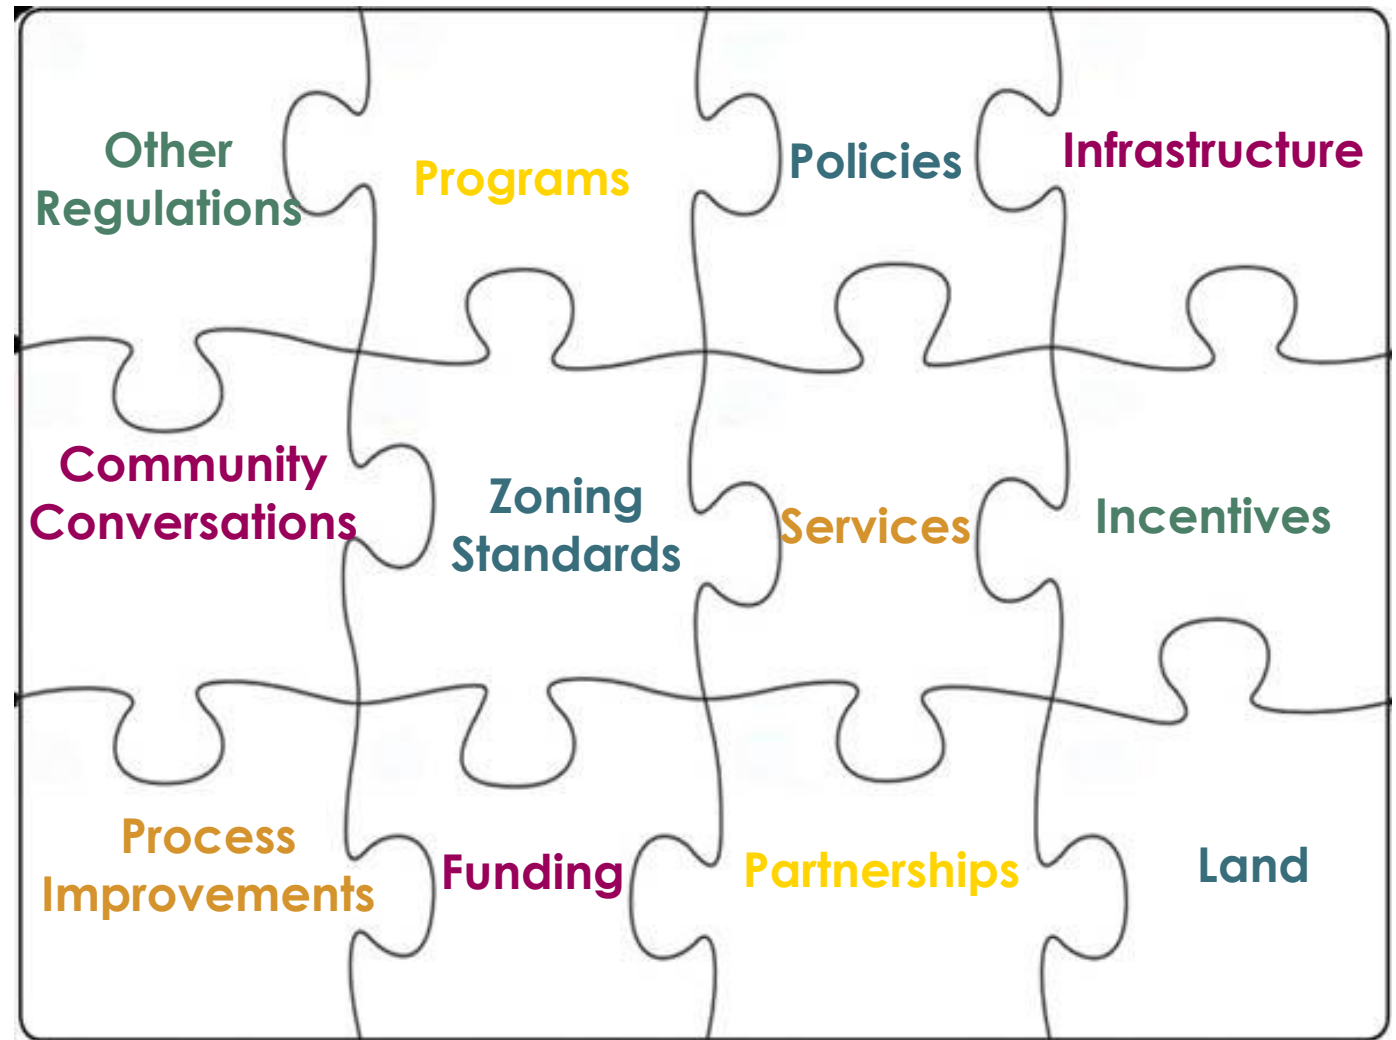 Other
Regulations
Programs
Policies
Infrastructure
Community
Conversations
Zoning
Standards
Services
Incentives
Process
Improvements
Funding
Partnerships
Land